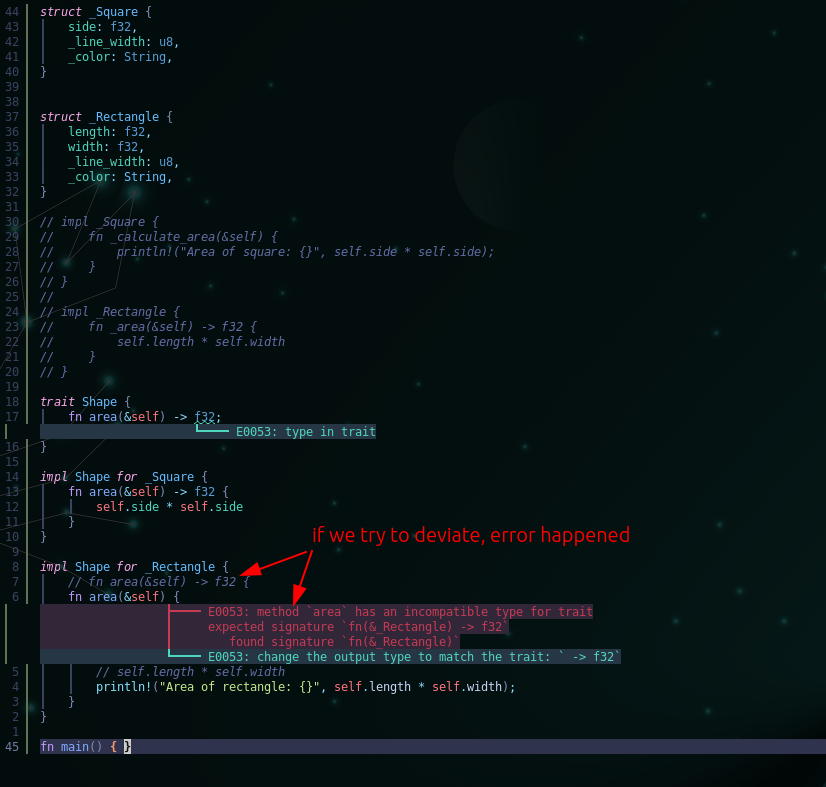 44 struct _Square {
43 side: f32,
42 _line_width: u8,
41 _color: String,
40 }
39
38
37 struct _Rectangle {
36 length: f32,
35 width: f32,
34 _line_width: u8,
33 _color: String,
32 }
31
30 // impl _Square {
29 //     fn _calculate_area(&self) {
28 //         println!("Area of square: {}", self.side * self.side);
27 //     }
26 // }
25 //
24 // impl _Rectangle {
23 //     fn _area(&self) -> f32 {
22 //         self.length * self.width
21 //     }
20 // }
19
18 trait Shape {
17 fn area(&self) -> f32;
E0053: type in trait
16 }
15
14 impl Shape for _Square {
13 fn area(&self) -> f32 {
12 self.side * self.side
11 }
10 }
9
if we try to deviate, error happened
8 impl Shape for _Rectangle {
7 // fn area(&self) -> f32 {
6 fn area(&self) {
E0053: method `area` has an incompatible type for trait
expected signature `fn(&_Rectangle) -> f32`
found signature `fn(&_Rectangle)`
E0053: change the output type to match the trait: ` -> f32`
5 // self.length * self.width
4 println!("Area of rectangle: {}", self.length * self.width);
3 }
2 }
1
45 fn main() { }